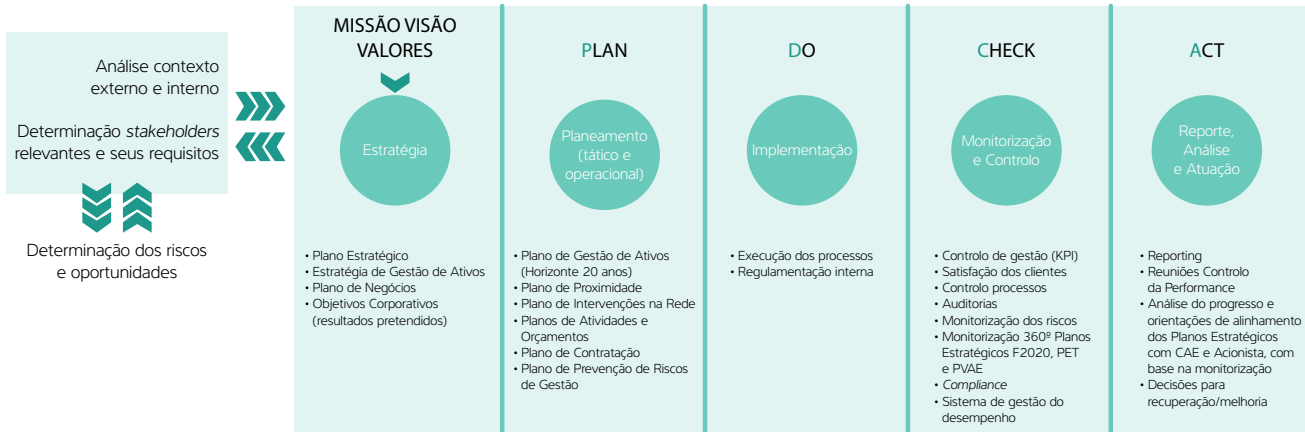 Análise contexto
externo e interno
Determinação stakeholders
relevantes e seus requisitos
Determinação dos riscos
e oportunidades
MISSÃO VISÃO
VALORES
Estratégia
• Plano Estratégico
• Estratégia de Gestão de Ativos
• Plano de Negócios
• Objetivos Corporativos
(resultados pretendidos)
PLAN
Planeamento
(tático e
operacional)
• Plano de Gestão de Ativos
(Horizonte 20 anos)
• Plano de Proximidade
• Plano de Intervenções na Rede
• Planos de Atividades e
Orçamentos
• Plano de Contratação
• Plano de Prevenção de Riscos
de Gestão
DO
Implementação
• Execução dos processos
• Regulamentação interna
CHECK
Monitorização
e Controlo
• Controlo de gestão (KPI)
• Satisfação dos clientes
• Controlo processos
• Auditorias
• Monitorização dos riscos
• Monitorização 360º Planos
Estratégicos F2020, PET
e PVAE
• Compliance
• Sistema de gestão do
desempenho
ACT
Reporte,
Análise
e Atuação
• Reporting
• Reuniões Controlo
da Performance
• Análise do progresso e
orientações de alinhamento
dos Planos Estratégicos
com CAE e Acionista, com
base na monitorização
• Decisões para
recuperação/melhoria